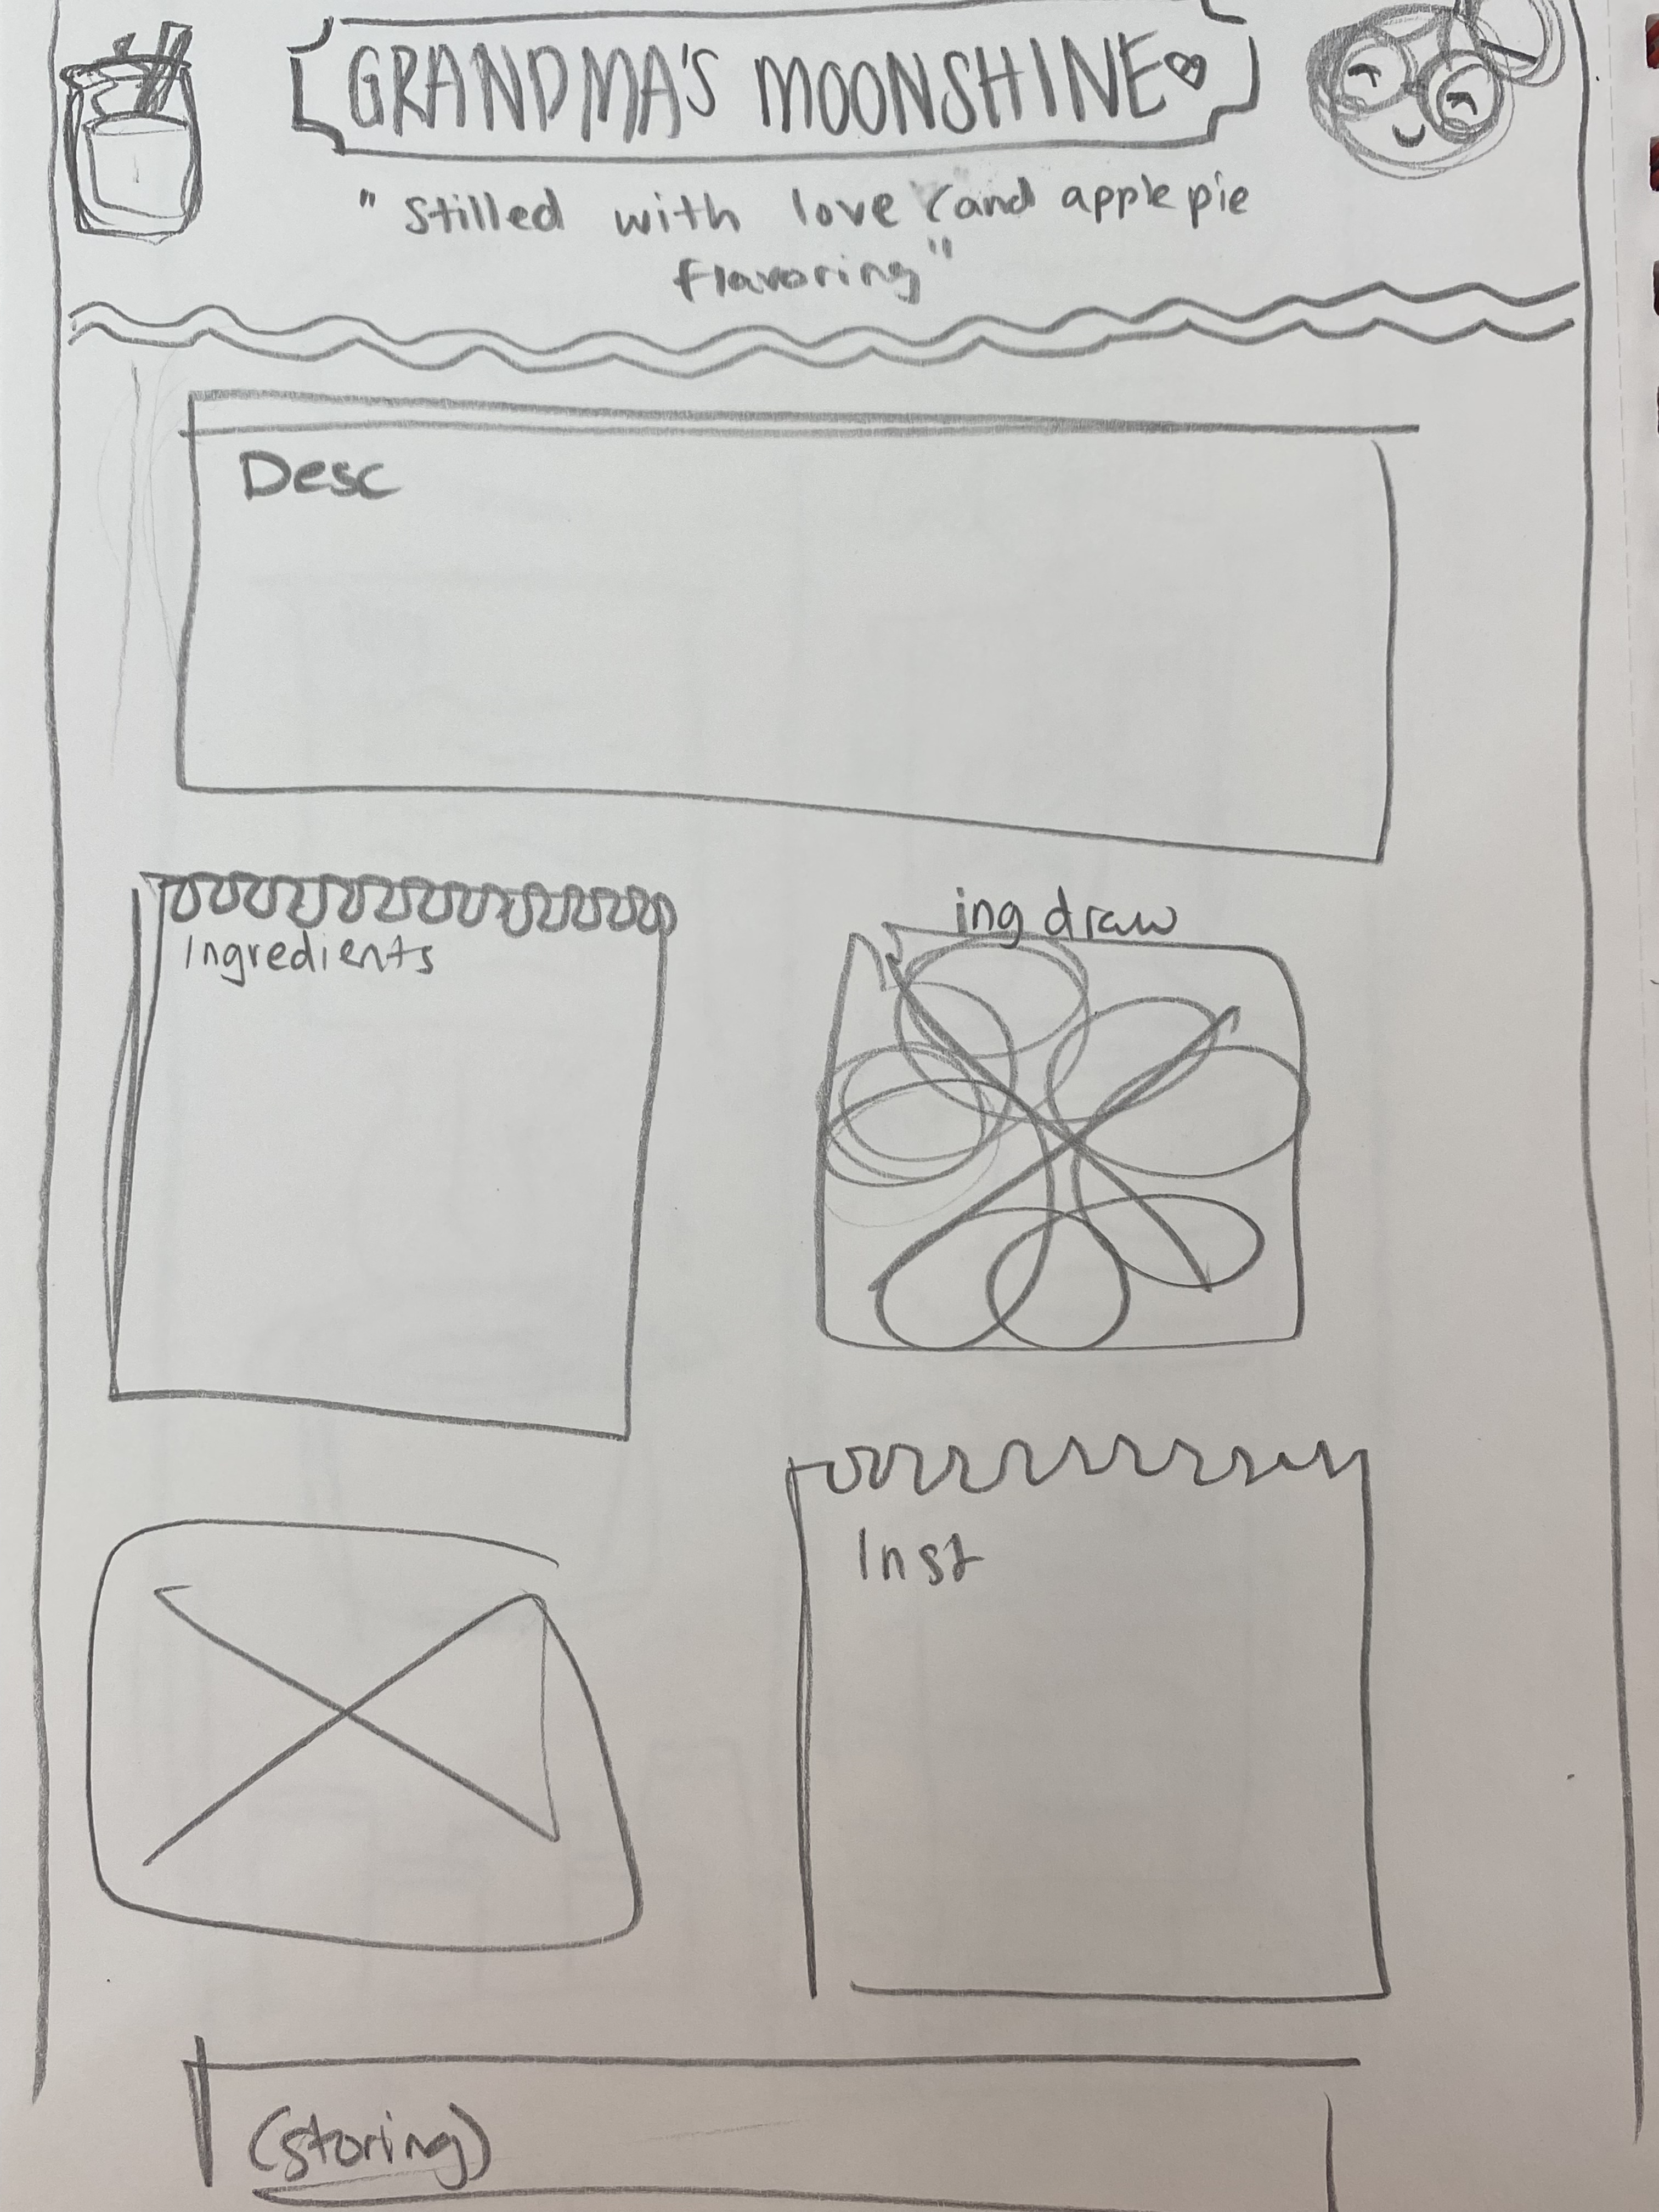 GRANDMA'S MOONSHINE
"Stilled with love (and apple pie
flavoring"
Desc
Ingredients
ing draw
Inst
(storing)